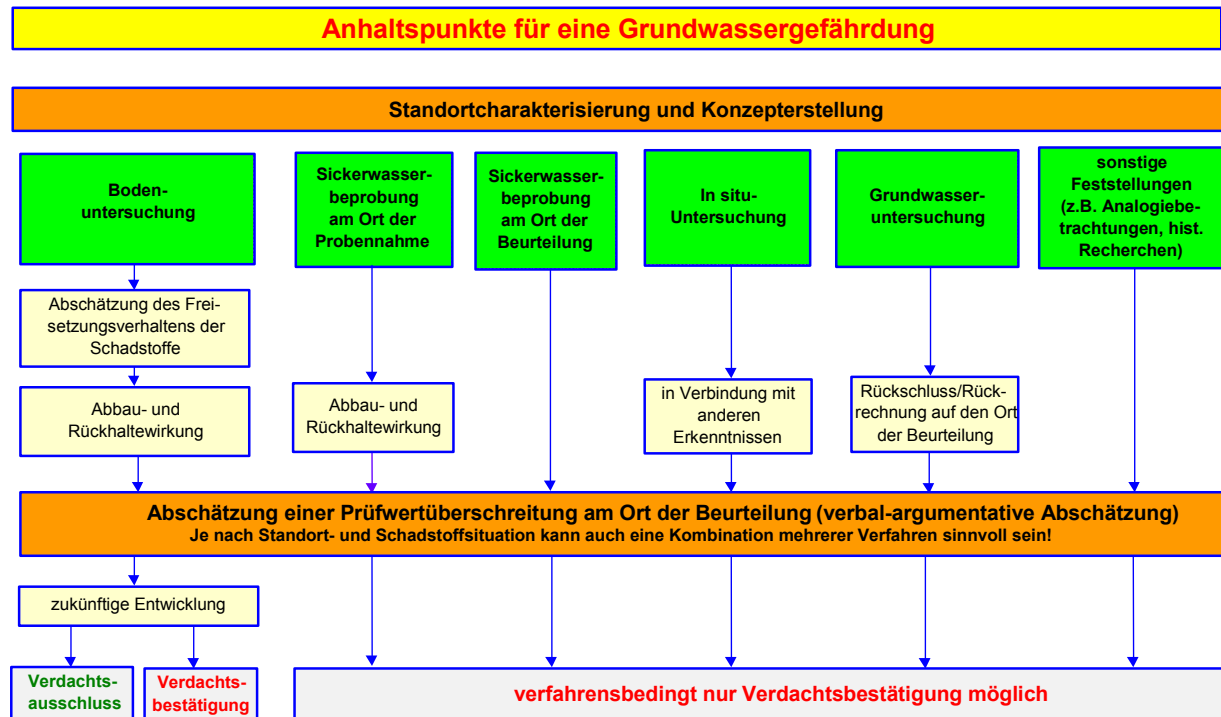 Anhaltspunkte für eine Grundwassergefährdung
Standortcharakterisierung und Konzepterstellung
Boden-
untersuchung
Sickerwasser-
beprobung
am Ort der
Probennahme
Sickerwasser-
beprobung
am Ort der
Beurteilung
In situ-
Untersuchung
Grundwasser-
untersuchung
sonstige
Feststellungen
(z.B. Analogiebe-
trachtungen, hist.
Recherchen)
Abschätzung des Frei-
setzungsverhaltens der
Schadstoffe
Abbau- und
Rückhaltewirkung
Abbau- und
Rückhaltewirkung
in Verbindung mit
anderen
Erkenntnissen
Rückschluss/Rück-
rechnung auf den Ort
der Beurteilung
Abschätzung einer Prüfwertüberschreitung am Ort der Beurteilung (verbal-argumentative Abschätzung)
Je nach Standort- und Schadstoffsituation kann auch eine Kombination mehrerer Verfahren sinnvoll sein!
zukünftige Entwicklung
Verdachts-
ausschluss
Verdachts-
bestätigung
verfahrensbedingt nur Verdachtsbestätigung möglich